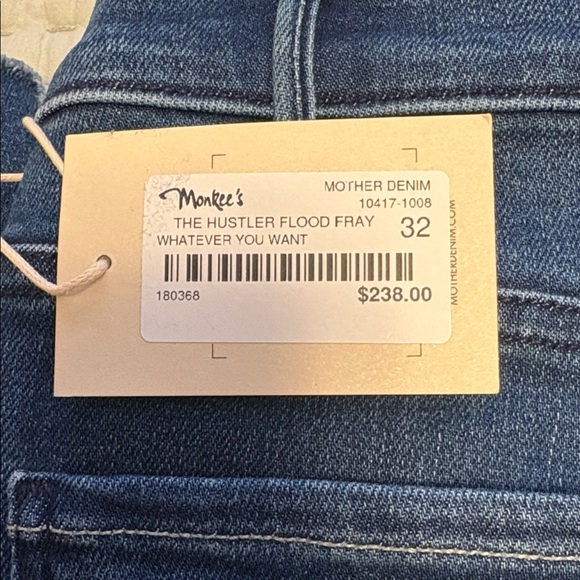 Monkee's
MOTHER DENIM
10417-1008
THE HUSTLER FLOOD FRAY
32
WHATEVER YOU WANT
180368
$238.00
MOTHERDENIM.COM